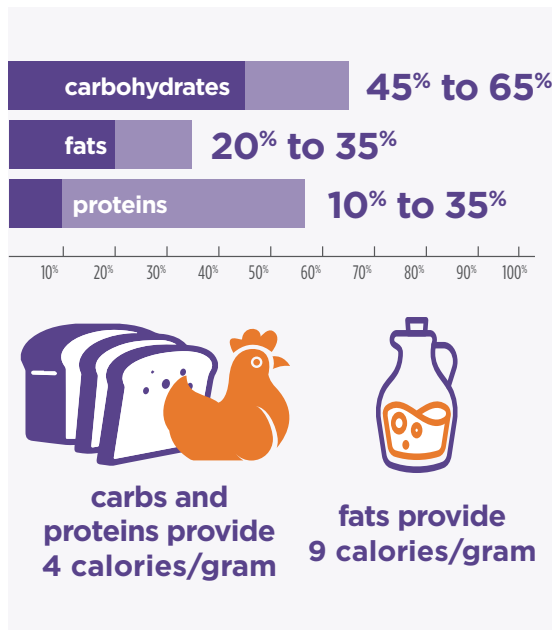 carbohydrates 45% to 65%
fats 20% to 35%
proteins 10% to 35%
10% 20% 30% 40% 50% 60% 70% 80% 90% 100%
carbs and
proteins provide
4 calories/gram
fats provide
9 calories/gram